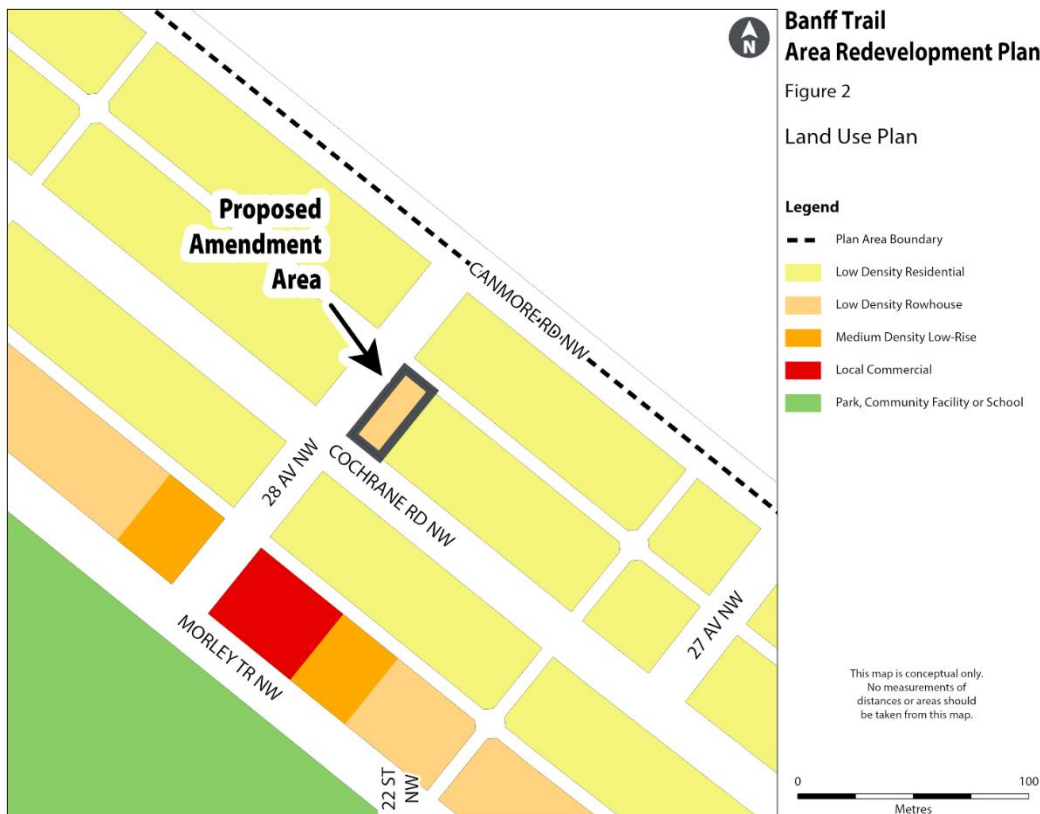 Banff Trail
Area Redevelopment Plan
Figure 2
Land Use Plan
Legend
Plan Area Boundary
Low Density Residential
Low Density Rowhouse
Medium Density Low-Rise
Local Commercial
Park, Community Facility or School
This map is conceptual only.
No measurements of
distances or areas should
be taken from this map.
0 100
Metres
N
Proposed
Amendment
Area
CANMORE RD NW
28 AV NW
COCHRANE RD NW
27 AV NW
MORLEY TR NW
22 ST
NW